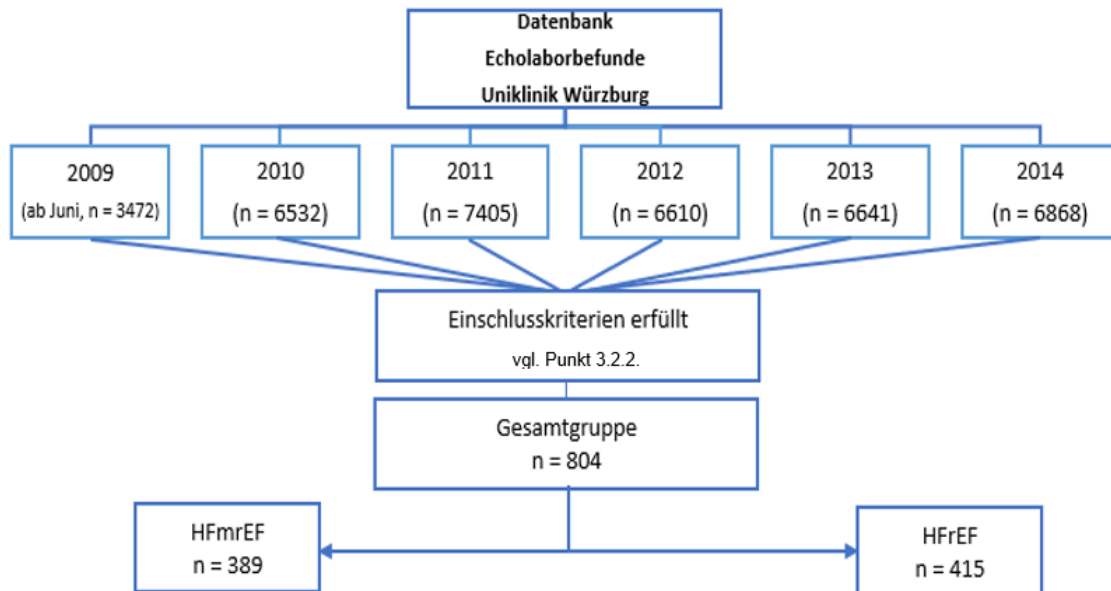 Datenbank
Echolaborbefunde
Uniklinik Würzburg
2009
(ab Juni, n = 3472)
2010
(n = 6532)
2011
(n = 7405)
2012
(n = 6610)
2013
(n = 6641)
2014
(n = 6868)
Einschlusskriterien erfüllt
vgl. Punkt 3.2.2.
Gesamtgruppe
n = 804
HFmrEF
n = 389
HFrEF
n = 415